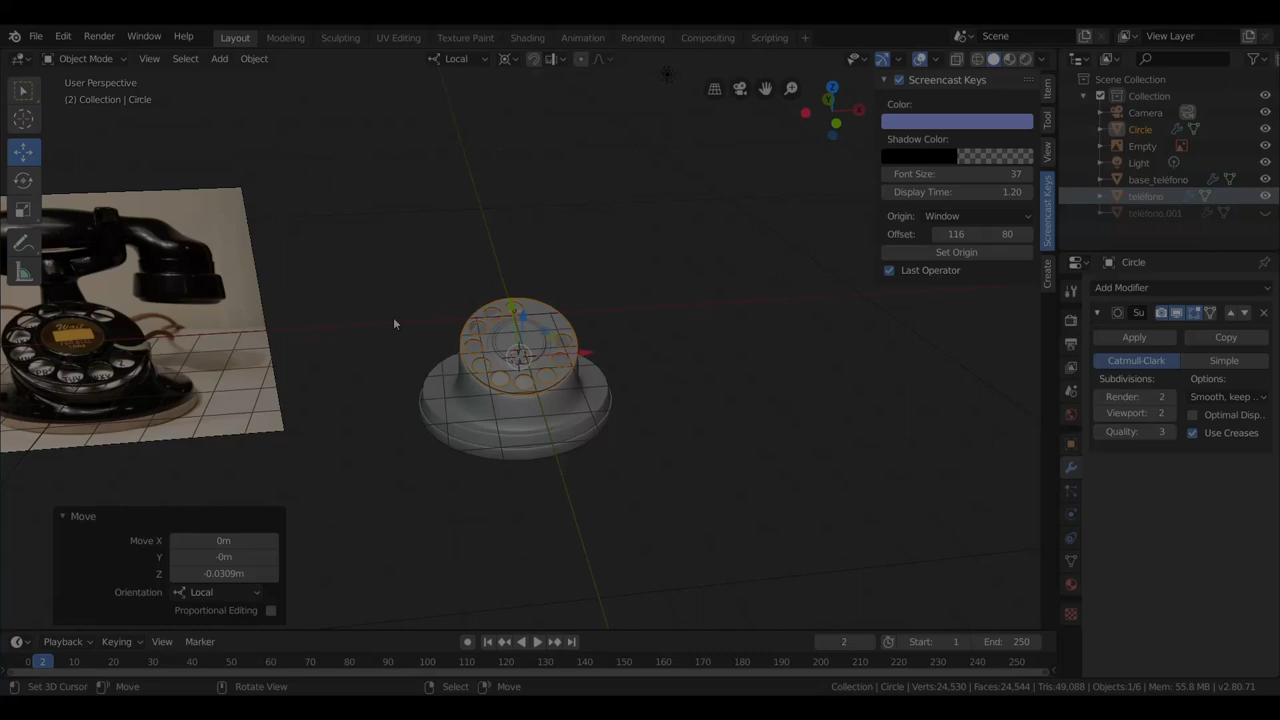 File Edit Render Window Help Layout Modeling Sculpting UV Editing Texture Paint Shading Animation Rendering Compositing Scripting + Scene View Layer
Object Mode View Select Add Object Local
User Perspective
(2) Collection | Circle
Screencast Keys
Color:
Shadow Color:
Font Size: 37
Display Time: 1.20
Origin: Window
Offset: 116 80
Set Origin
Last Operator
Item
Tool
View
Screencast Keys
Create
Scene Collection
Collection
Camera
Circle
Empty
Light
base_teléfono
teléfono
teléfono.001
Circle
Add Modifier
Su
Apply Copy
Catmull-Clark Simple
Subdivisions: Options:
Render: 2 Smooth, keep ..
Viewport: 2 Optimal Disp..
Quality: 3 Use Creases
Move
Move X 0m
Y -0m
Z -0.0309m
Orientation Local
Proportional Editing
Playback Keying View Marker 2 Start: 1 End: 250
0 2 10 20 30 40 50 60 70 80 90 100 110 120 130 140 150 160 170 180 190 200 210 220 230 240 250
Set 3D Cursor Move Rotate View Select Move Collection | Circle | Verts:24,530 | Faces:24,544 | Tris:49,088 | Objects:1/6 | Mem: 55.8 MB | v2.80.71